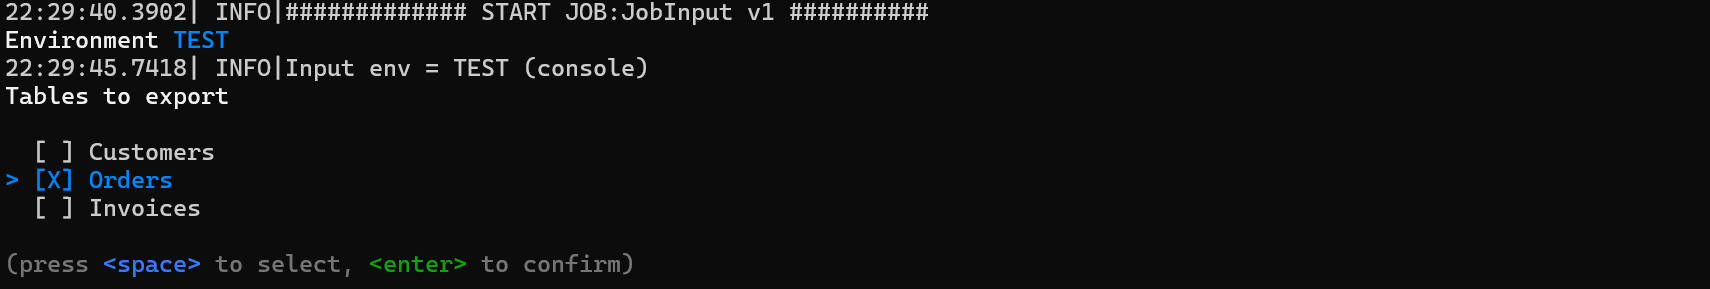 22:29:40.3902| INFO|############# START JOB:JobInput v1 ##########
Environment TEST
22:29:45.7418| INFO|Input env = TEST (console)
Tables to export
[ ] Customers
> [X] Orders
[ ] Invoices
(press <space> to select, <enter> to confirm)